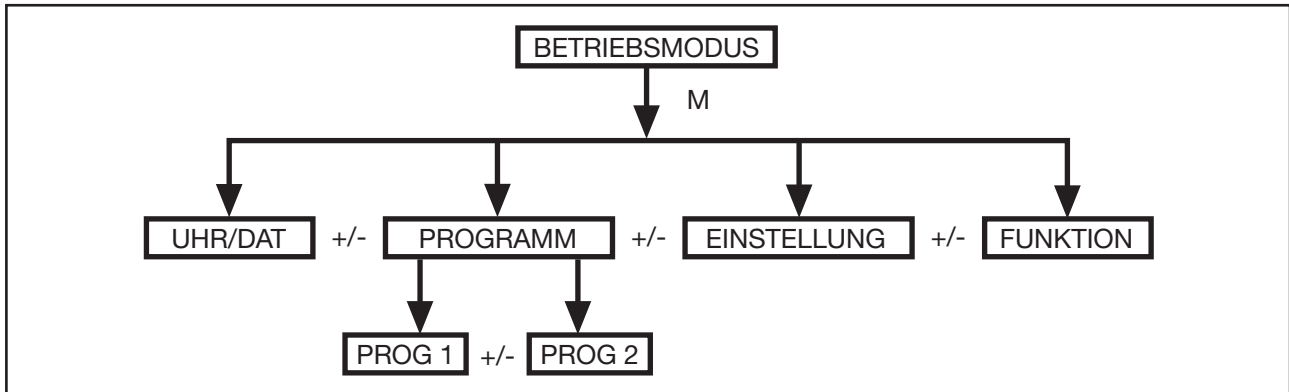 BETRIEBSMODUS
M
UHR/DAT +/- PROGRAMM +/- EINSTELLUNG +/- FUNKTION
PROG 1 +/- PROG 2